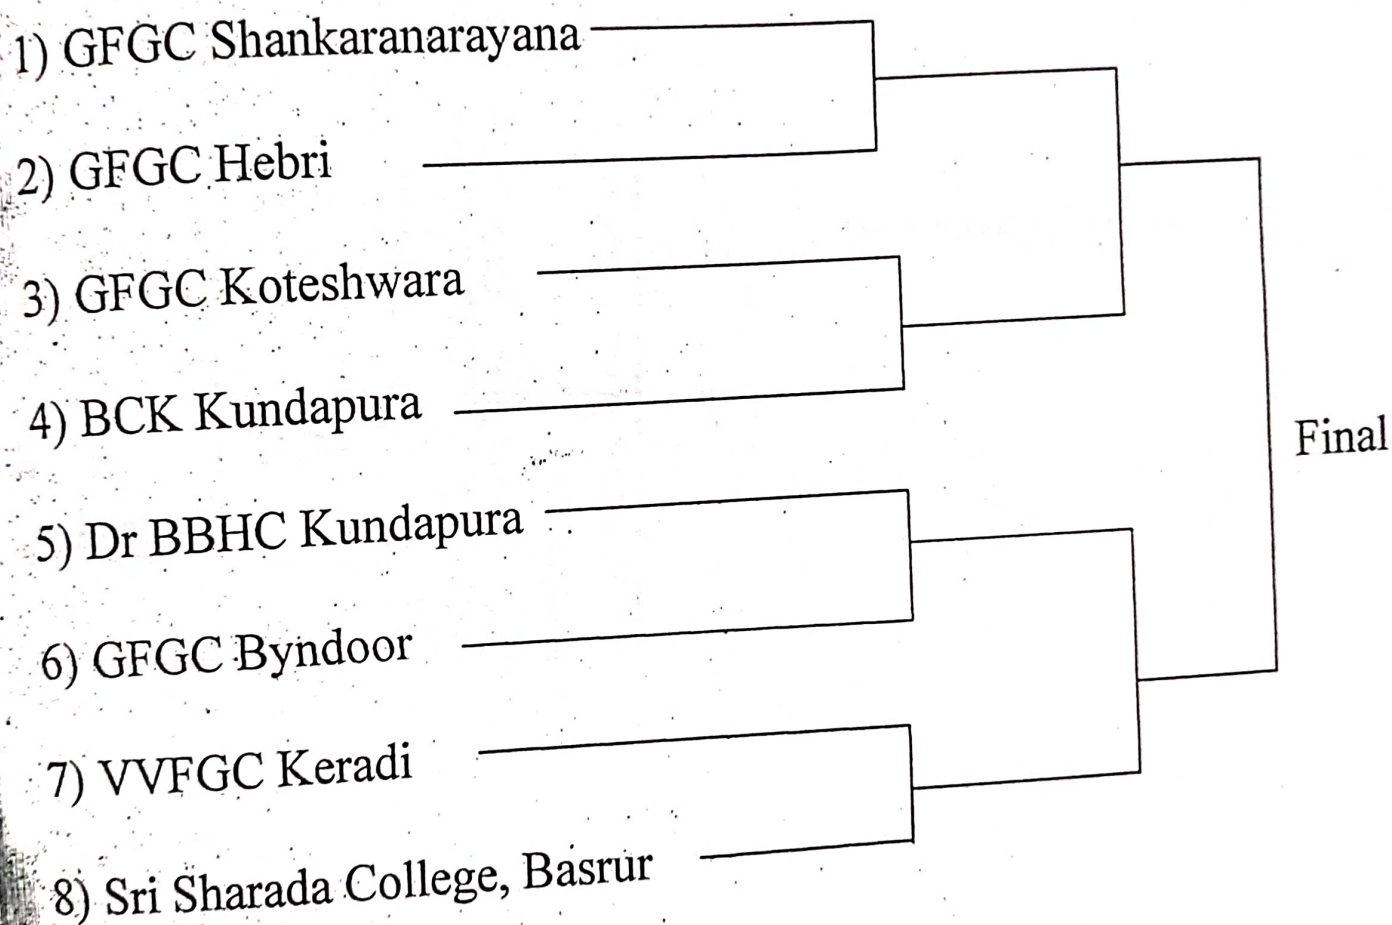 1) GFGC Shankaranarayana
2) GFGC Hebri
3) GFGC Koteshwara
4) BCK Kundapura
Final
5) Dr BBHC Kundapura
6) GFGC Byndoor
7) VVFGC Keradi
8) Sri Sharada College, Basrur